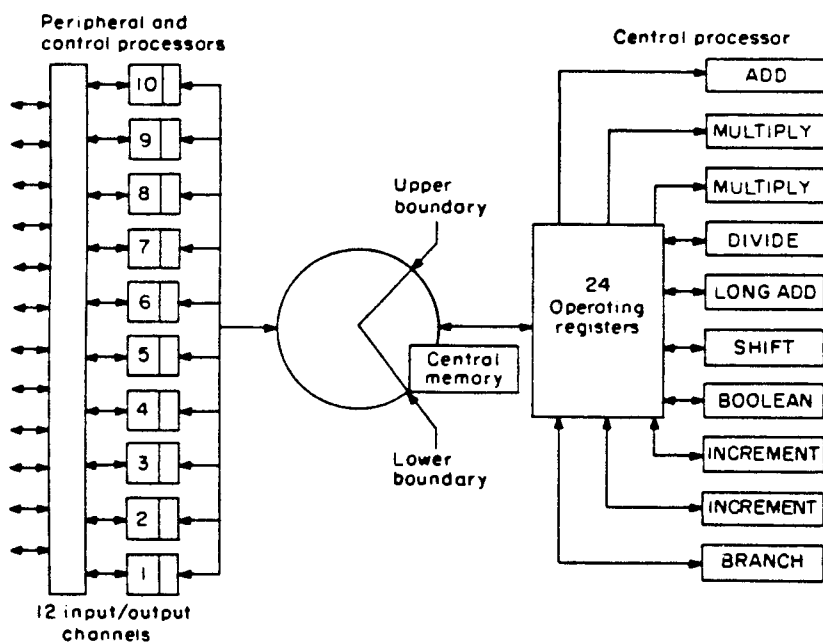 Peripheral and
control processors
10
9
8
7
6
5
4
3
2
1
12 input/output
channels
Upper
boundary
Central
memory
Lower
boundary
Central processor
24
Operating
registers
ADD
MULTIPLY
MULTIPLY
DIVIDE
LONG ADD
SHIFT
BOOLEAN
INCREMENT
INCREMENT
BRANCH